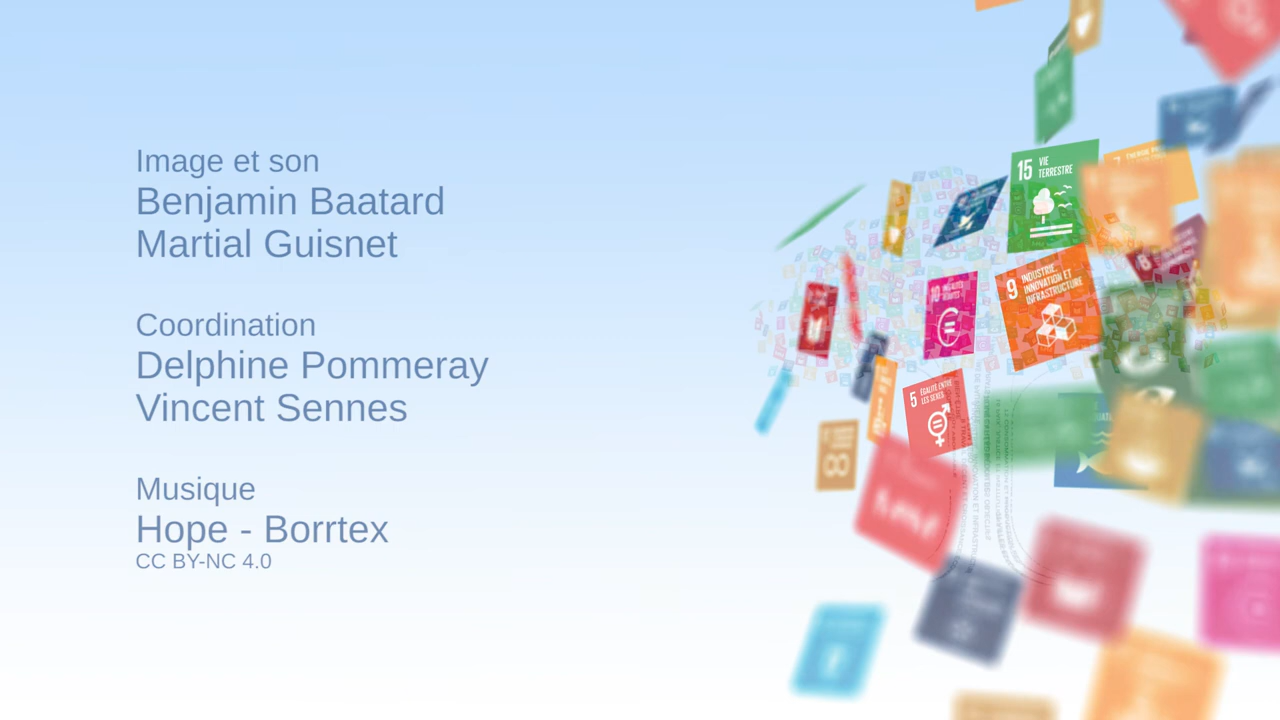 Image et son
Benjamin Baatard
Martial Guisnet
Coordination
Delphine Pommeray
Vincent Sennes
Musique
Hope - Borrtex
CC BY-NC 4.0
15 VIE
TERRESTRE
9 INDUSTRIE,
INNOVATION ET
INFRASTRUCTURE
10
5 ÉGALITÉ ENTRE
LES SEXES